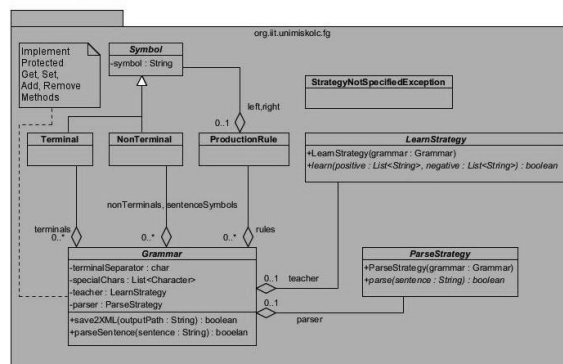 org.iit.unimiskolc.fg
Implement
Protected
Get, Set,
Add, Remove
Methods
Symbol
-symbol : String
StrategyNotSpecifiedException
left,right
0..1
Terminal
NonTerminal
ProductionRule
LearnStrategy
+LearnStrategy(grammar : Grammar)
+learn(positive : List<String>, negative : List<String>) : boolean
nonTerminals, sentenceSymbols
terminals
0..*
0..*
rules
0..*
Grammar
-terminalSeparator : char
-specialChars : List<Character>
-teacher : LearnStrategy
-parser : ParseStrategy
+save2XML(outputPath : String) : boolean
+parseSentence(sentence : String) : booelan
0..1
teacher
0..1
parser
ParseStrategy
+ParseStrategy(grammar : Grammar)
+parse(sentence : String) : boolean